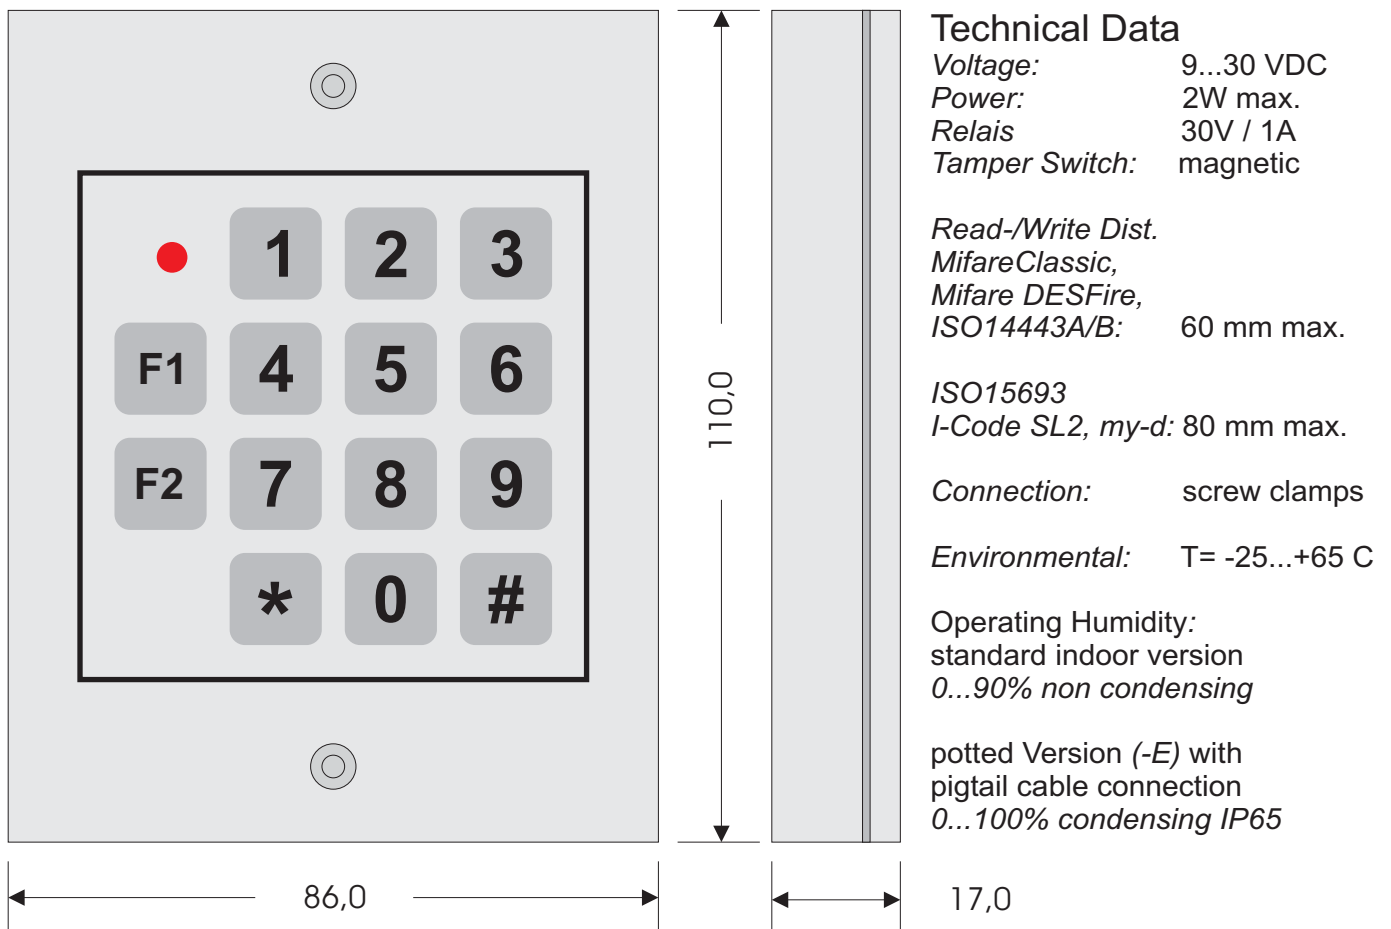 1 2 3
F1 4 5 6
F2 7 8 9
* 0 #
110,0
86,0
17,0
Technical Data
Voltage: 9...30 VDC
Power: 2W max.
Relais 30V / 1A
Tamper Switch: magnetic
Read-/Write Dist.
MifareClassic,
Mifare DESFire,
ISO14443A/B: 60 mm max.
ISO15693
I-Code SL2, my-d: 80 mm max.
Connection: screw clamps
Environmental: T= -25...+65 C
Operating Humidity:
standard indoor version
0...90% non condensing
potted Version (-E) with
pigtail cable connection
0...100% condensing IP65